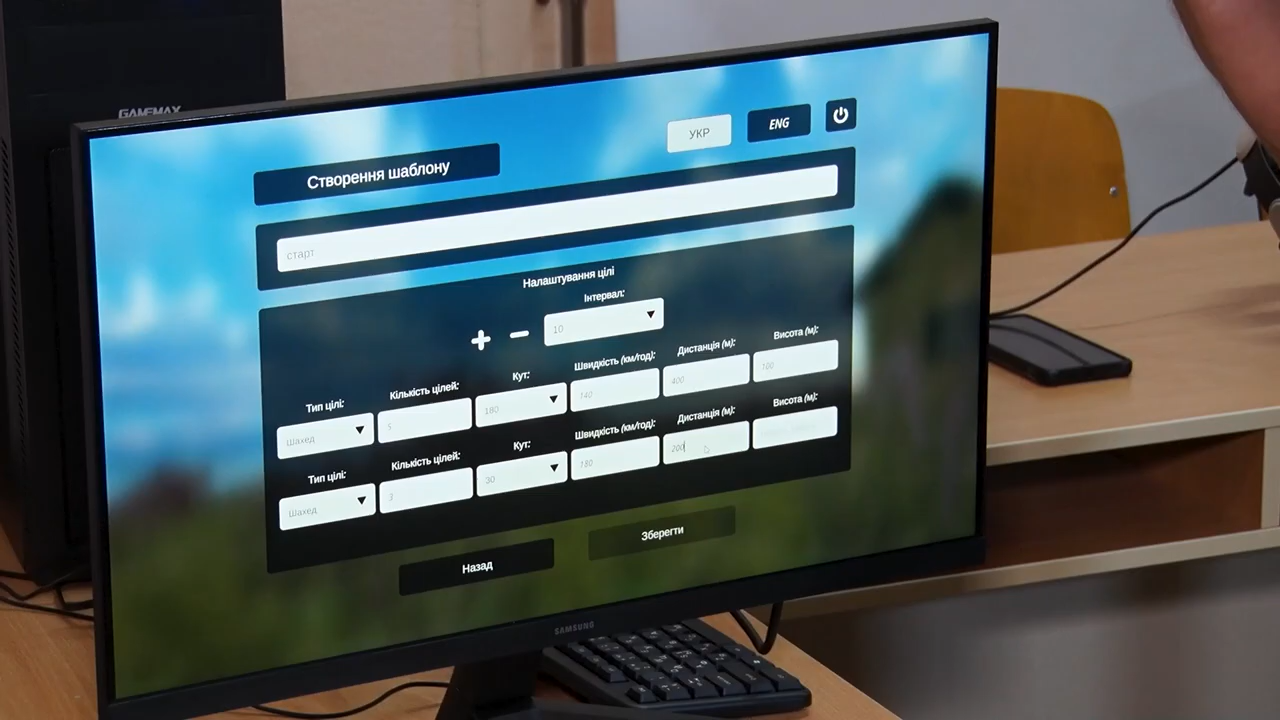 GAMEMAX
УКР ENG
Створення шаблону
старт
Налаштування цілі
Інтервал:
10
Тип цілі: Кількість цілей: Кут: Швидкість (км/год): Дистанція (м): Висота (м):
Шахед 5 180 140 400 100
Тип цілі: Кількість цілей: Кут: Швидкість (км/год): Дистанція (м): Висота (м):
Шахед 3 30 180 200
Назад Зберегти
SAMSUNG